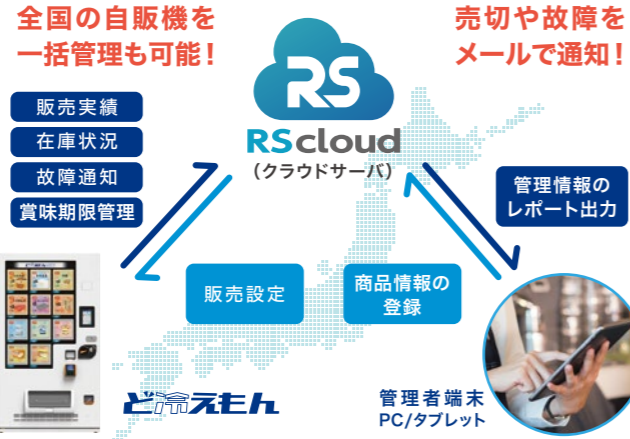 全国の自販機を
一括管理も可能！
売切や故障を
メールで通知！
RS
RScloud
（クラウドサーバ）
販売実績
在庫状況
故障通知
賞味期限管理
管理情報の
レポート出力
販売設定
商品情報の
登録
ど冷えもん
管理者端末
PC/タブレット